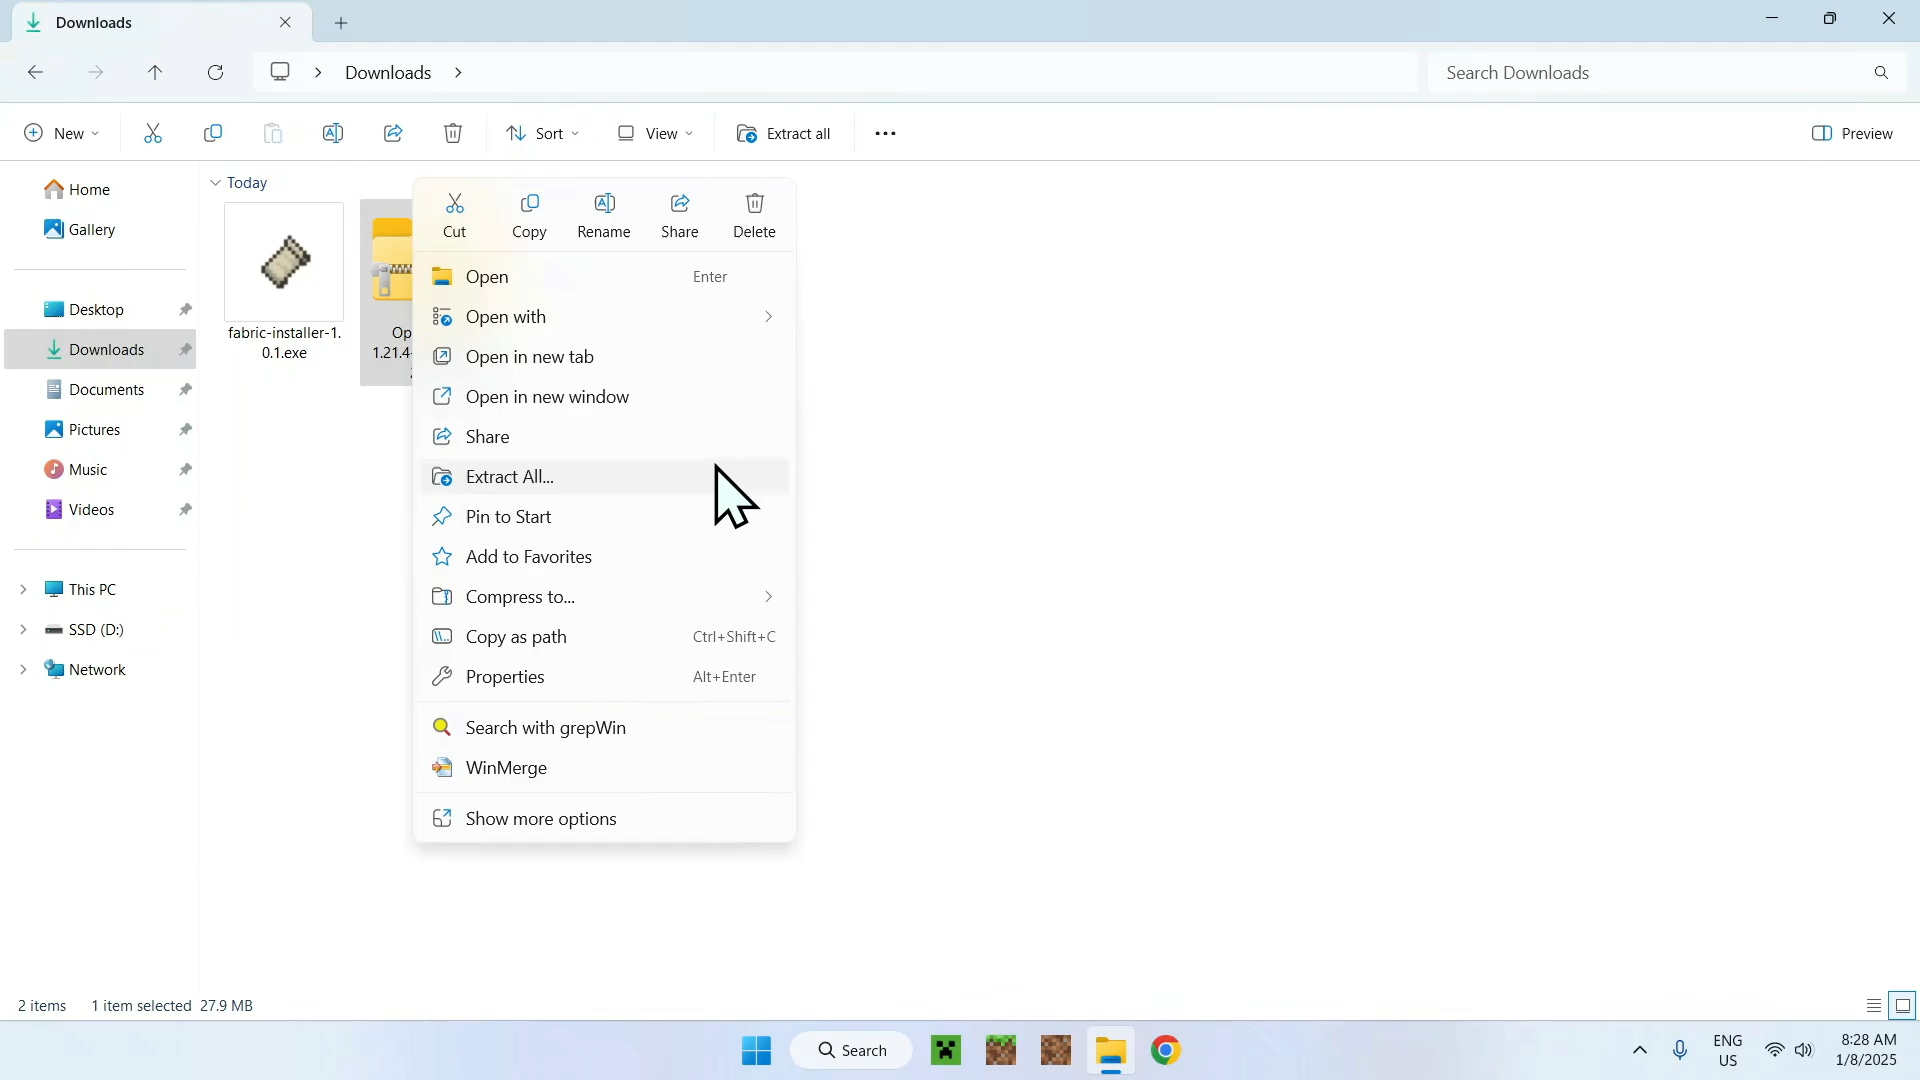 Downloads
Downloads
Search Downloads
New
Sort
View
Extract all
Preview
Home
Gallery
Desktop
Downloads
Documents
Pictures
Music
Videos
This PC
SSD (D:)
Network
Today
fabric-installer-1.
0.1.exe
Op
1.21.4-
Cut Copy Rename Share Delete
Open Enter
Open with
Open in new tab
Open in new window
Share
Extract All...
Pin to Start
Add to Favorites
Compress to...
Copy as path Ctrl+Shift+C
Properties Alt+Enter
Search with grepWin
WinMerge
Show more options
2 items 1 item selected 27.9 MB
Search
ENG
US
8:28 AM
1/8/2025